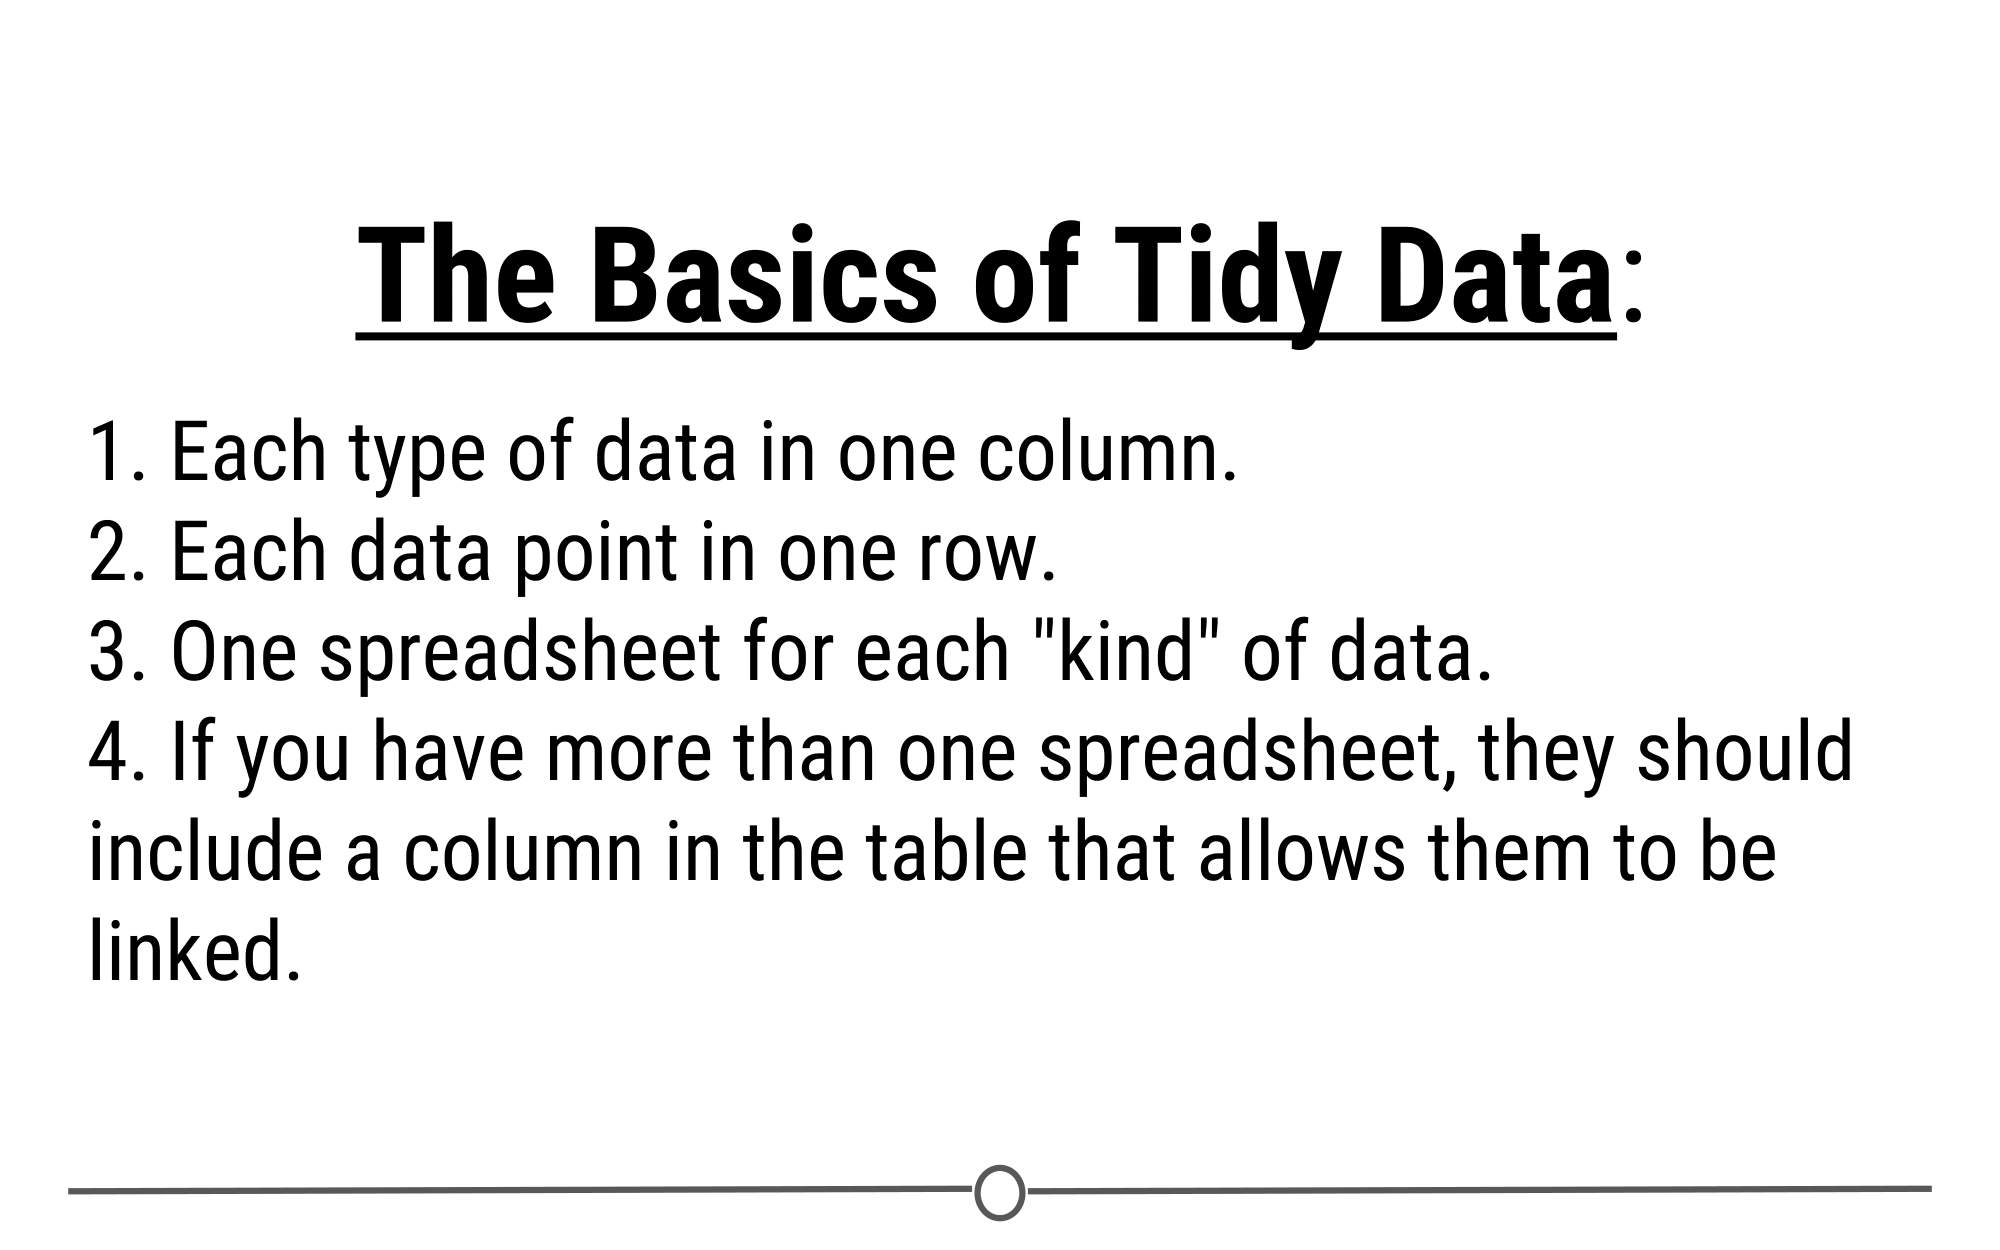 The Basics of Tidy Data:
1. Each type of data in one column.
2. Each data point in one row.
3. One spreadsheet for each "kind" of data.
4. If you have more than one spreadsheet, they should
include a column in the table that allows them to be
linked.